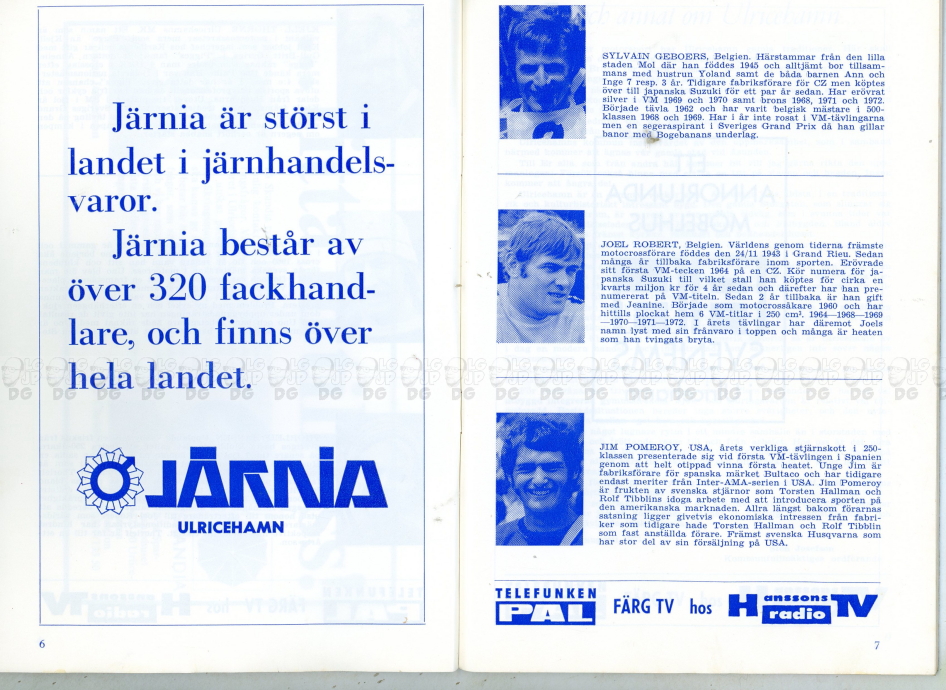 Järnia är störst i
landet i järnhandels-
varor.
Järnia består av
över 320 fackhand-
lare, och finns över
hela landet.
JÄRNIA
ULRICEHAMN
6
SYLVAIN GEBOERS, Belgien. Härstammar från den lilla
staden Mol där han föddes 1945 och alltjämt bor tillsam-
mans med hustrun Yoland samt de båda barnen Ann och
Inge 7 resp. 3 år. Tidigare fabriksförare för CZ men köptes
över till japanska Suzuki för ett par år sedan. Har erövrat
silver i VM 1969 och 1970 samt brons 1968, 1971 och 1972.
Började tävla 1962 och har varit belgisk mästare i 500-
klassen 1968 och 1969. Har i år inte rosat i VM-tävlingarna
men en segeraspirant i Sveriges Grand Prix då han gillar
banor med Bogebanans underlag.
JOEL ROBERT, Belgien. Världens genom tiderna främste
motocrossförare föddes den 24/11 1943 i Grand Rieu. Sedan
många år tillbaka fabriksförare inom sporten. Erövrade
sitt första VM-tecken 1964 på en CZ. Kör numera för ja-
panska Suzuki till vilket stall han köptes för cirka en
kvarts miljon kr för 4 år sedan och därefter har han pre-
numererat på VM-titeln. Sedan 2 år tillbaka är han gift
med Jeanine. Började som motocrossåkare 1960 och har
hittills plockat hem 6 VM-titlar i 250 cm³. 1964—1968—1969
—1970—1971—1972. I årets tävlingar har däremot Joels
namn lyst med sin frånvaro i toppen och många är heaten
som han tvingats bryta.
JIM POMEROY, USA, årets verkliga stjärnskott i 250-
klassen presenterade sig vid första VM-tävlingen i Spanien
genom att helt otippad vinna första heatet. Unge Jim är
fabriksförare för spanska märket Bultaco och har tidigare
endast meriter från Inter-AMA-serien i USA. Jim Pomeroy
är frukten av svenska stjärnor som Torsten Hallman och
Rolf Tibblins idoga arbete med att introducera sporten på
den amerikanska marknaden. Allra längst bakom förarnas
satsning ligger givetvis ekonomiska intressen från fabri-
ker som tidigare hade Torsten Hallman och Rolf Tibblin
som fast anställda förare. Främst svenska Husqvarna som
har stor del av sin försäljning på USA.
TELEFUNKEN
PAL
FÄRG TV hos
Hanssons radio TV
7